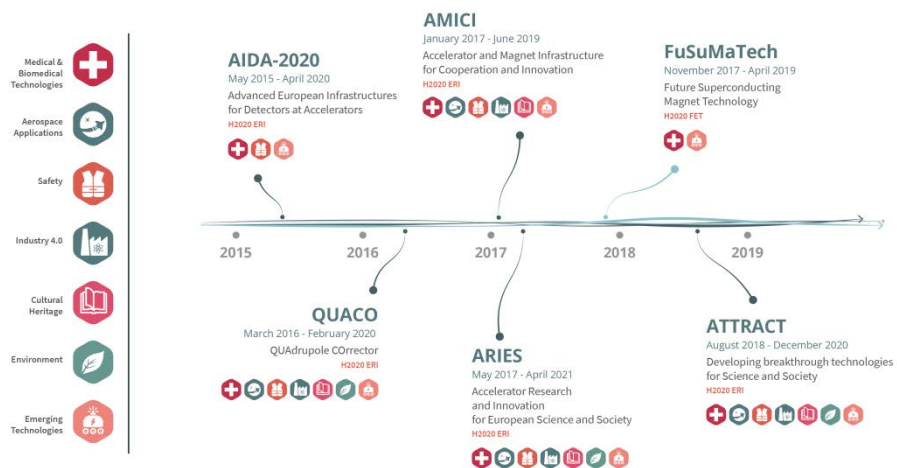 Medical &
Biomedical
Technologies
Aerospace
Applications
Safety
Industry 4.0
Cultural
Heritage
Environment
Emerging
Technologies
AIDA-2020
May 2015 - April 2020
Advanced European Infrastructures
for Detectors at Accelerators
H2020 ERI
AMICI
January 2017 - June 2019
Accelerator and Magnet Infrastructure
for Cooperation and Innovation
H2020 ERI
FuSuMaTech
November 2017 - April 2019
Future Superconducting
Magnet Technology
H2020 FET
2015
2016
2017
2018
2019
QUACO
March 2016 - February 2020
QUAdrupole COrrector
H2020 ERI
ARIES
May 2017 - April 2021
Accelerator Research
and Innovation
for European Science and Society
H2020 ERI
ATTRACT
August 2018 - December 2020
Developing breakthrough technologies
for Science and Society
H2020 ERI